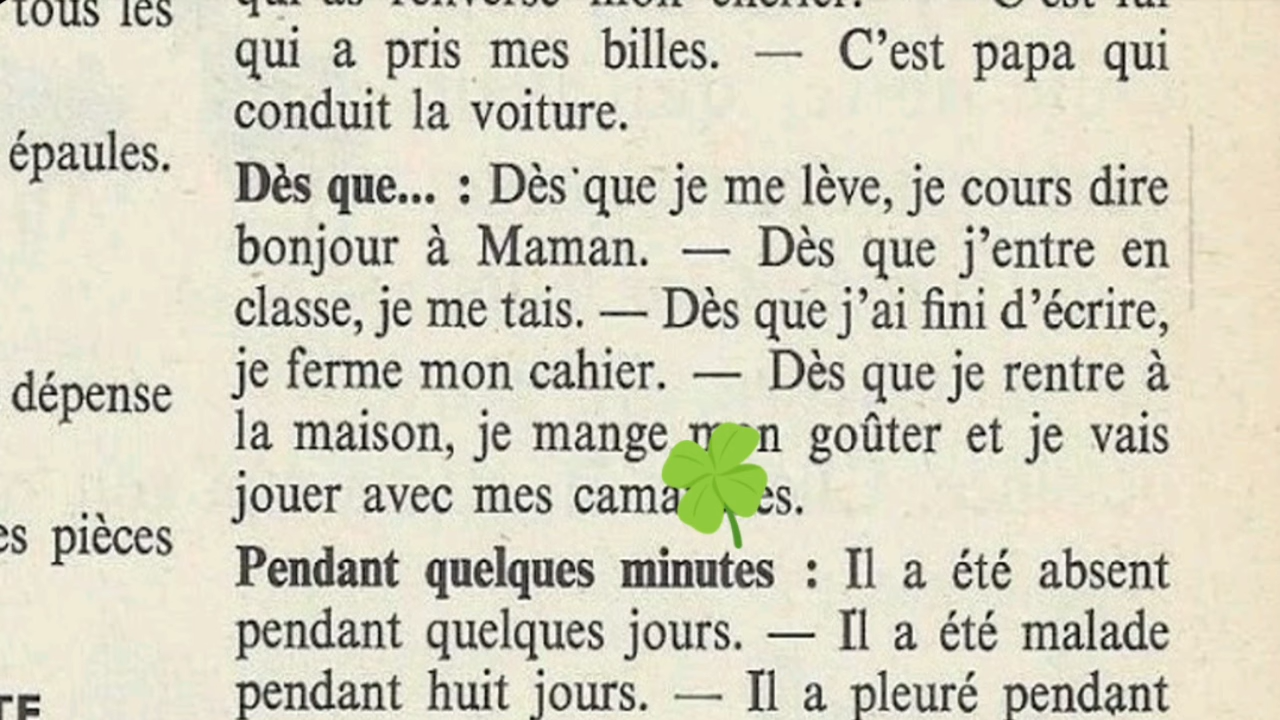 tous les
épaules.
dépense
pièces
qui a pris mes billes. — C’est papa qui
conduit la voiture.
Dès que... : Dès que je me lève, je cours dire
bonjour à Maman. — Dès que j’entre en
classe, je me tais. — Dès que j’ai fini d’écrire,
je ferme mon cahier. — Dès que je rentre à
la maison, je mange goûter et je vais
jouer avec mes
Pendant quelques minutes : Il a été absent
pendant quelques jours. — Il a été malade
pendant huit jours. — Il a pleuré pendant